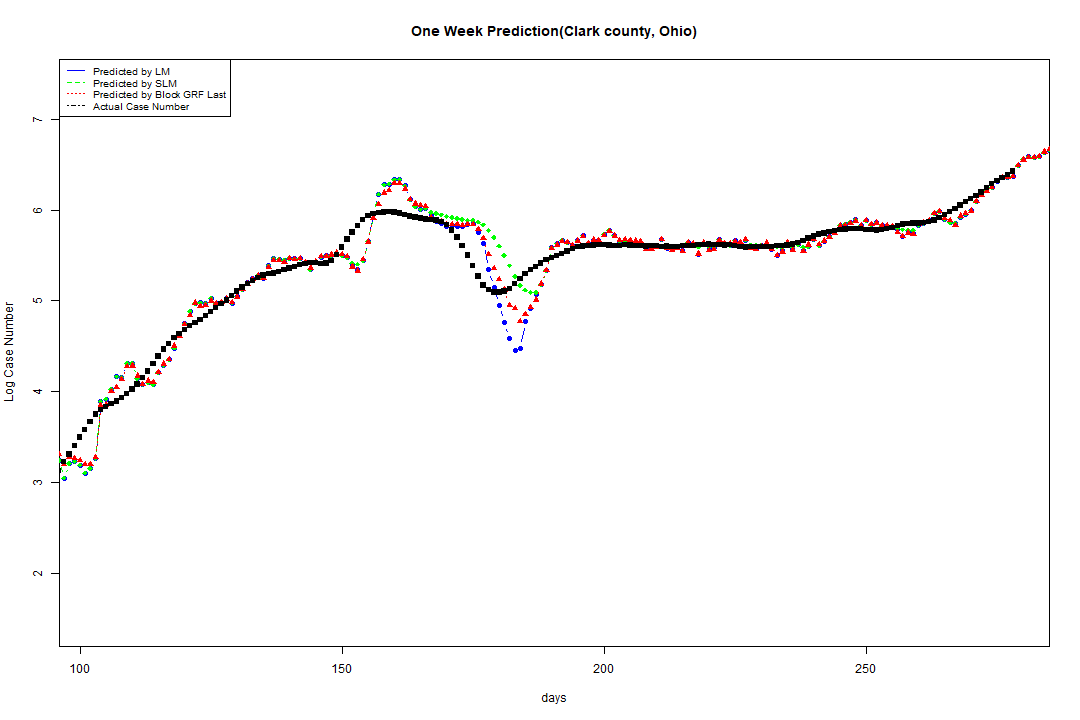 One Week Prediction(Clark county, Ohio)
Predicted by LM
Predicted by SLM
Predicted by Block GRF Last
Actual Case Number
7
6
5
4
3
2
Log Case Number
100 150 200 250
days